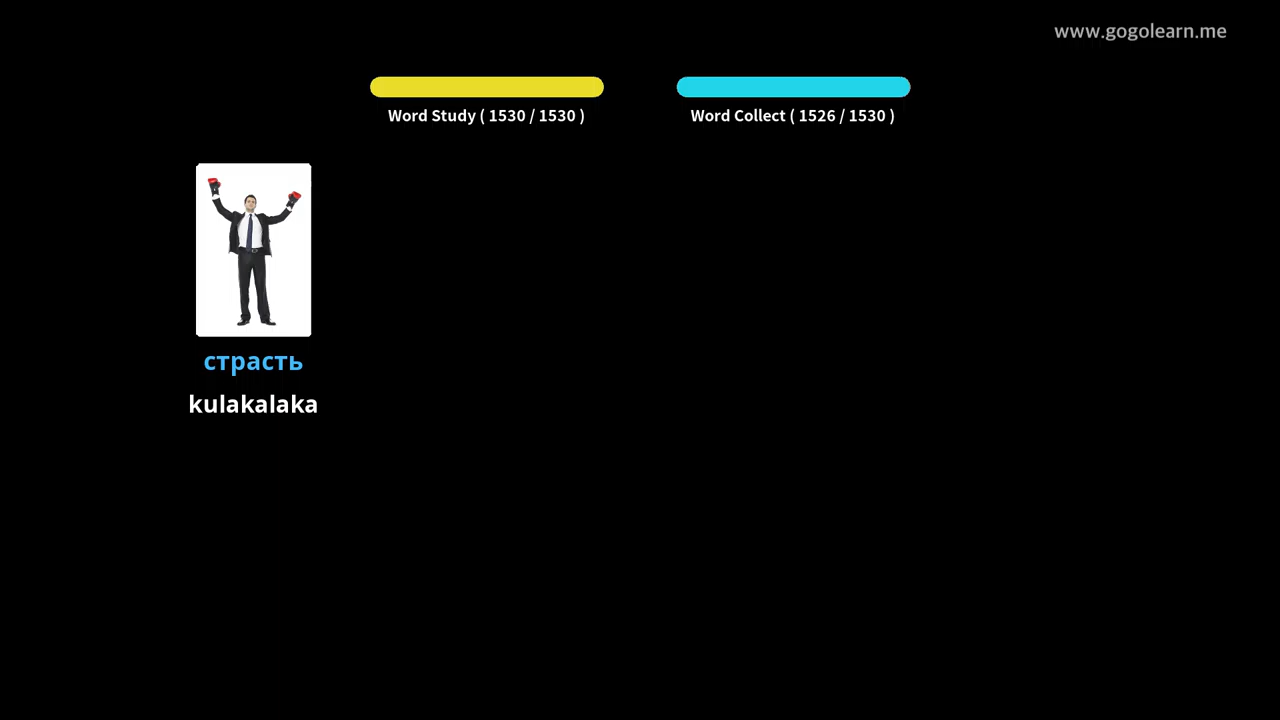 www.gogolearn.me
Word Study ( 1530 / 1530 )
Word Collect ( 1526 / 1530 )
страсть
kulakalaka